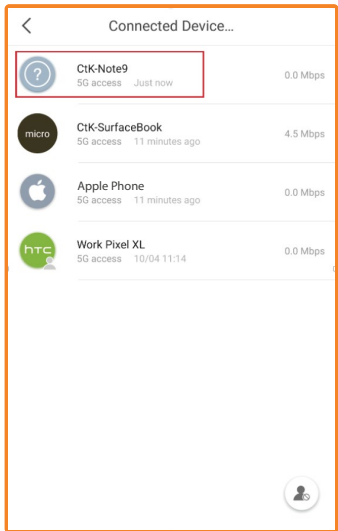 Connected Device...
CtK-Note9
5G access Just now
0.0 Mbps
micro
CtK-SurfaceBook
5G access 11 minutes ago
4.5 Mbps
Apple Phone
5G access 11 minutes ago
0.0 Mbps
hTC
Work Pixel XL
5G access 10/04 11:14
0.0 Mbps